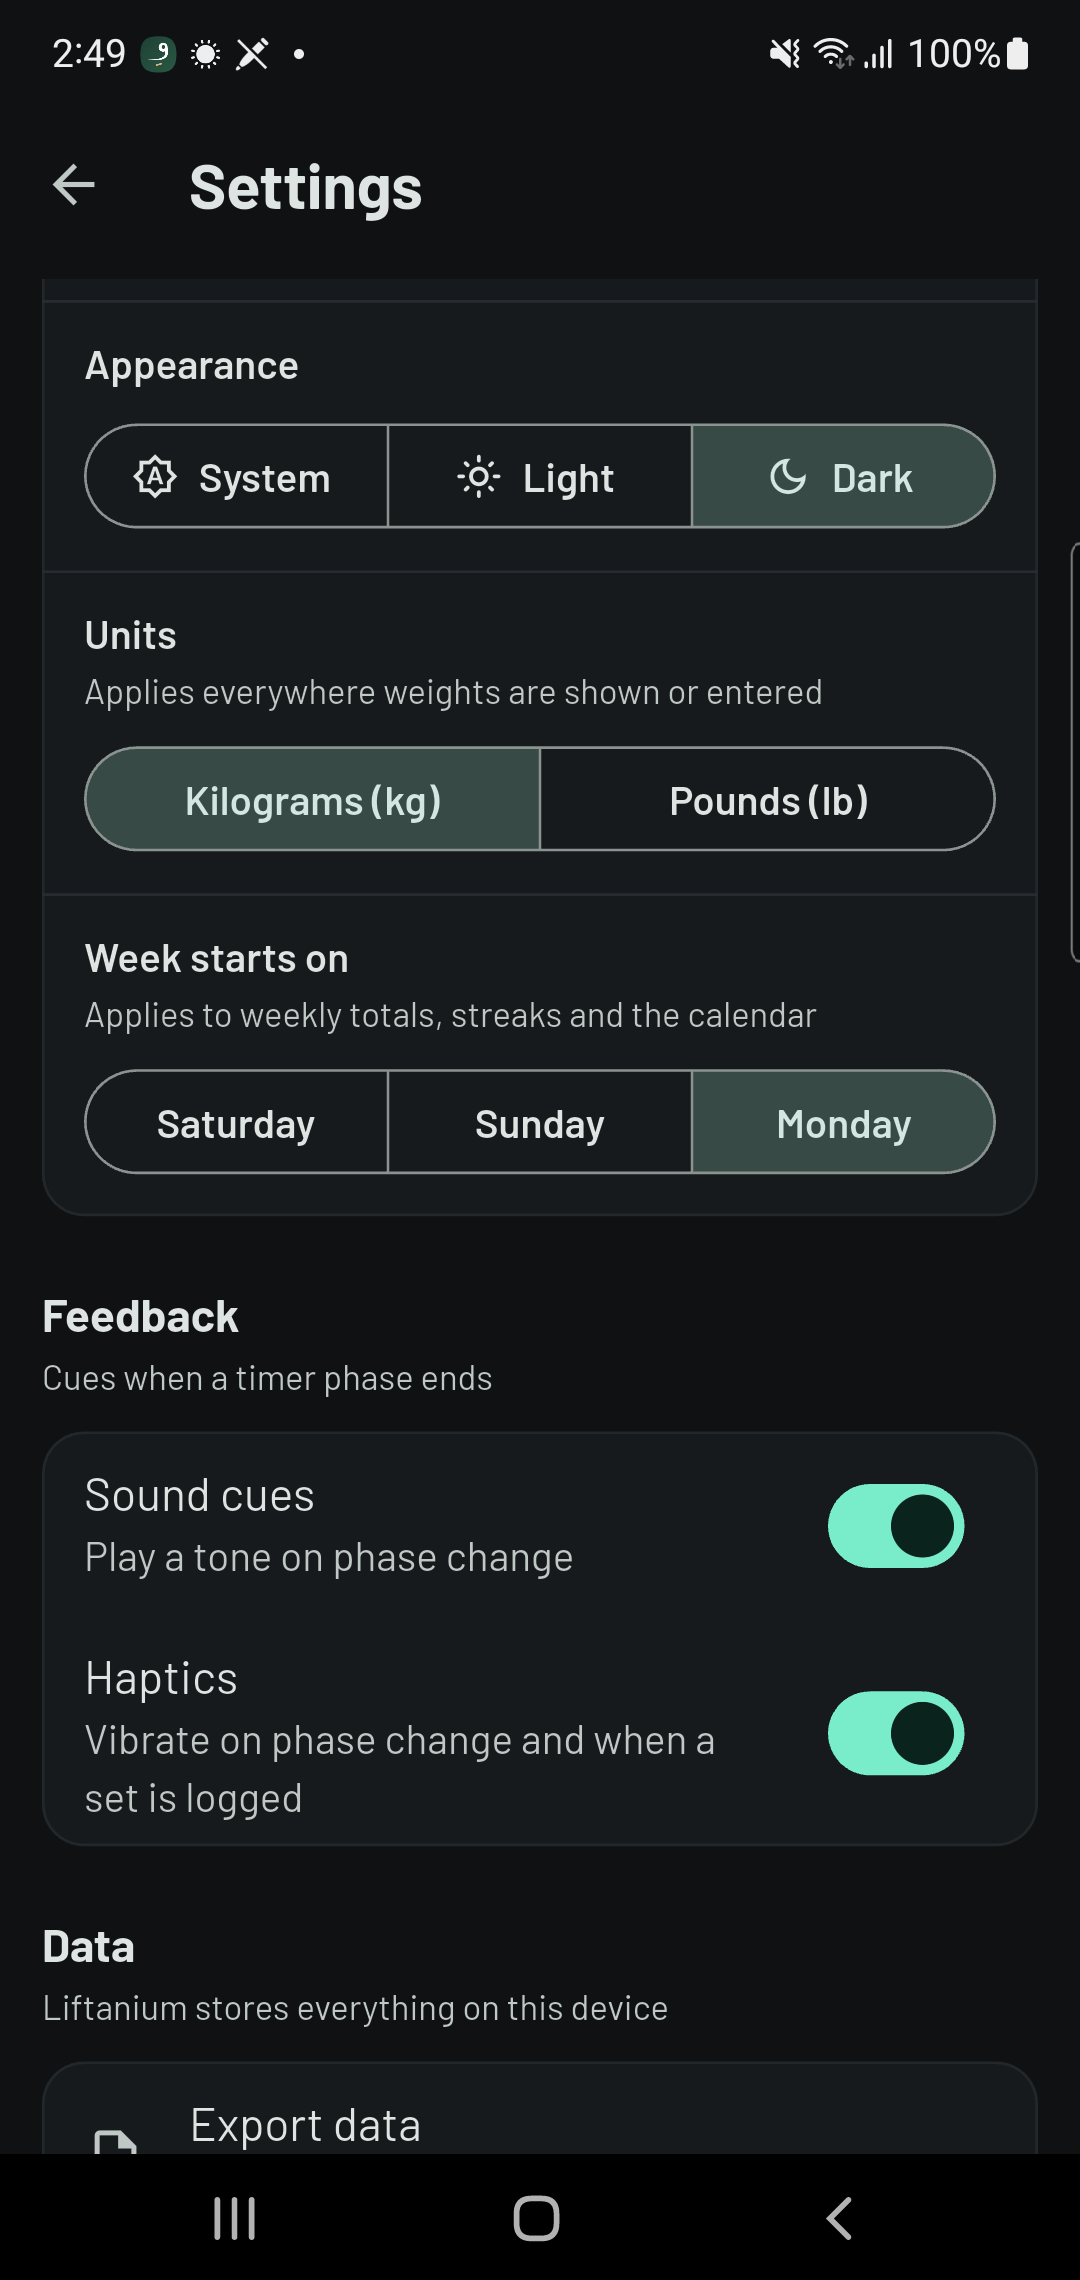 2:49
100%
Settings
Appearance
System
Light
Dark
Units
Applies everywhere weights are shown or entered
Kilograms (kg)
Pounds (lb)
Week starts on
Applies to weekly totals, streaks and the calendar
Saturday
Sunday
Monday
Feedback
Cues when a timer phase ends
Sound cues
Play a tone on phase change
Haptics
Vibrate on phase change and when a
set is logged
Data
Liftanium stores everything on this device
Export data